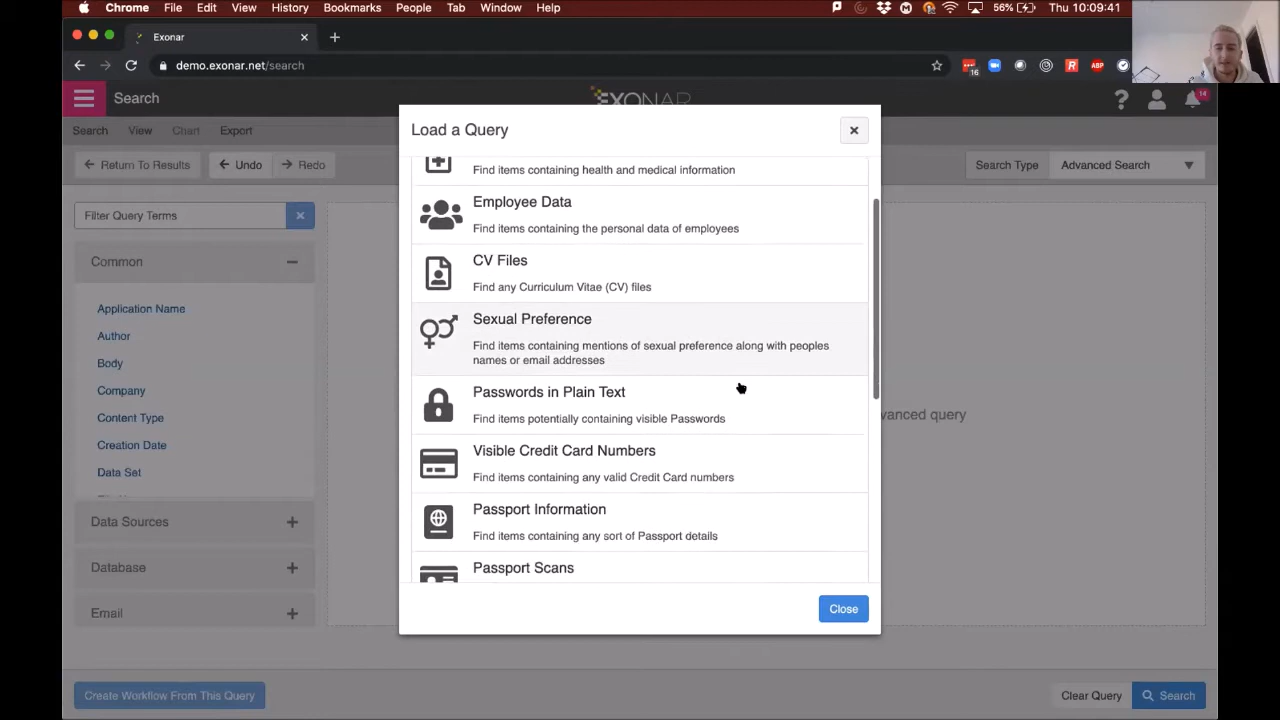 Chrome File Edit View History Bookmarks People Tab Window Help
56% Thu 10:09:41
Exonar
demo.exonar.net/search
16
ABP
Search
EXONAR
14
Search View Chart Export
Return To Results Undo Redo
Search Type Advanced Search
Filter Query Terms
Common
Application Name
Author
Body
Company
Content Type
Creation Date
Data Set
Data Sources
Database
Email
Load a Query
Find items containing health and medical information
Employee Data
Find items containing the personal data of employees
CV Files
Find any Curriculum Vitae (CV) files
Sexual Preference
Find items containing mentions of sexual preference along with peoples
names or email addresses
Passwords in Plain Text
Find items potentially containing visible Passwords
Visible Credit Card Numbers
Find items containing any valid Credit Card numbers
Passport Information
Find items containing any sort of Passport details
Passport Scans
Close
query
Create Workflow From This Query
Clear Query Search